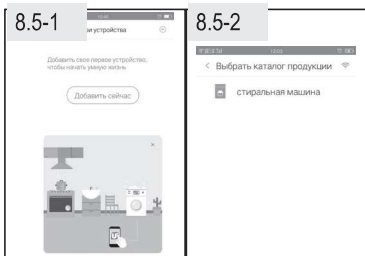 8.5-1
и устройства
Добавить свое первое устройство,
чтобы начать умную жизнь
Добавить сейчас
8.5-2
< Выбрать каталог продукции
стиральная машина